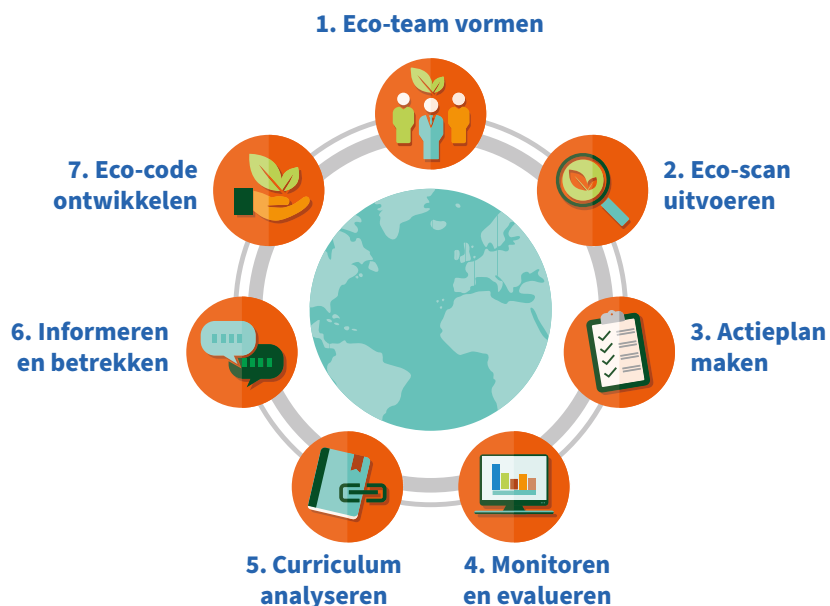 1. Eco-team vormen
2. Eco-scan
uitvoeren
3. Actieplan
maken
4. Monitoren
en evalueren
5. Curriculum
analyseren
6. Informeren
en betrekken
7. Eco-code
ontwikkelen